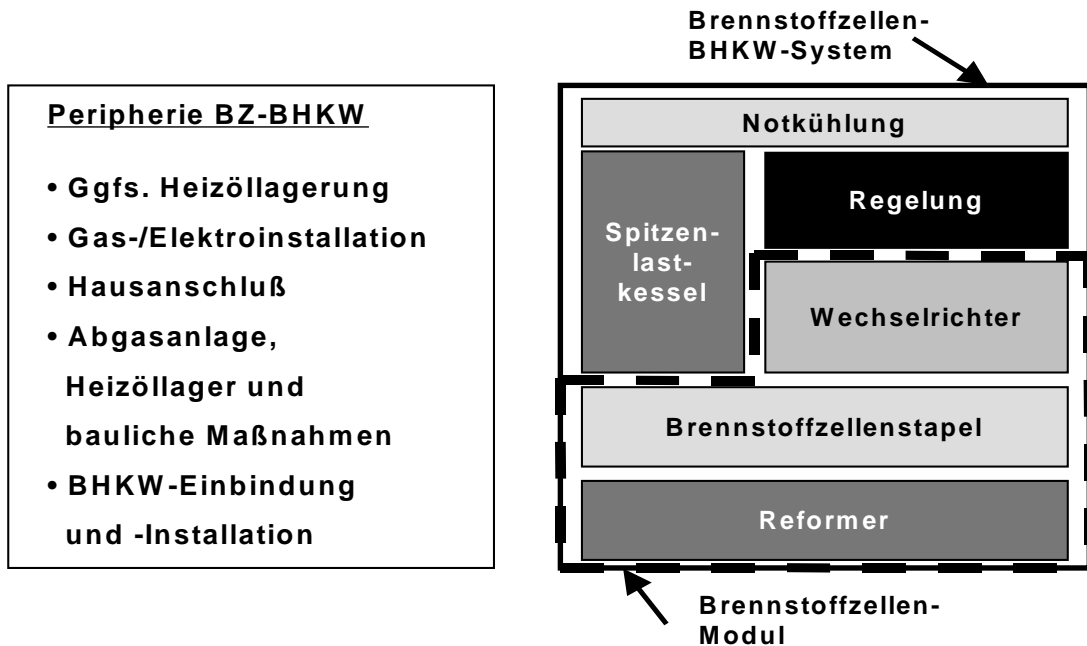 Brennstoffzellen-
BHKW-System
Peripherie BZ-BHKW
• Ggfs. Heizöllagerung
• Gas-/Elektroinstallation
• Hausanschluß
• Abgasanlage,
Heizöllager und
bauliche Maßnahmen
• BHKW-Einbindung
und -Installation
Notkühlung
Spitzen-
last-
kessel
Regelung
Wechselrichter
Brennstoffzellenstapel
Reformer
Brennstoffzellen-
Modul